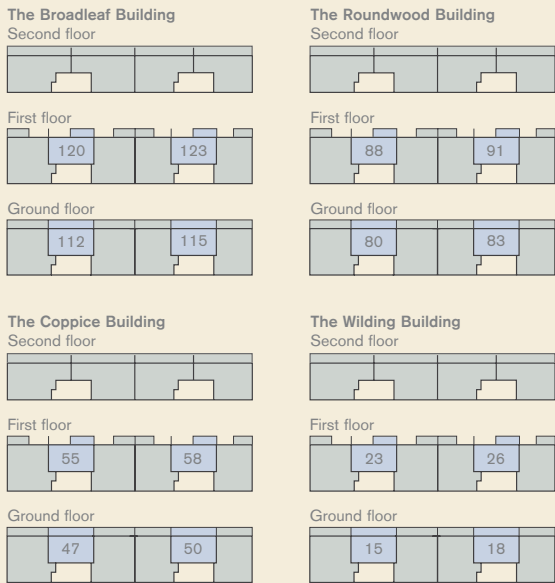 The Broadleaf Building
Second floor
First floor
120 123
Ground floor
112 115
The Roundwood Building
Second floor
First floor
88 91
Ground floor
80 83
The Coppice Building
Second floor
First floor
55 58
Ground floor
47 50
The Wilding Building
Second floor
First floor
23 26
Ground floor
15 18